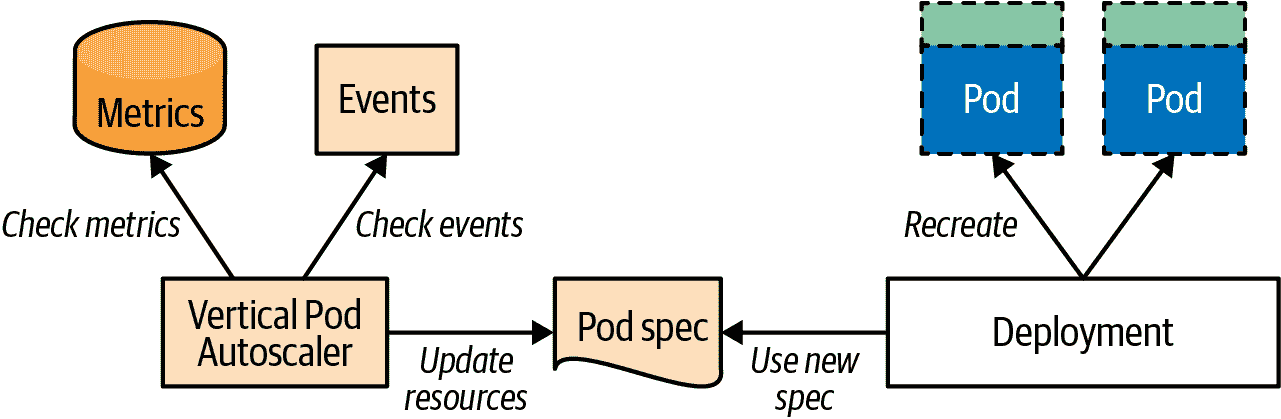 Metrics
Events
Pod
Pod
Check metrics
Check events
Recreate
Vertical Pod
Autoscaler
Update
resources
Pod spec
Use new
spec
Deployment